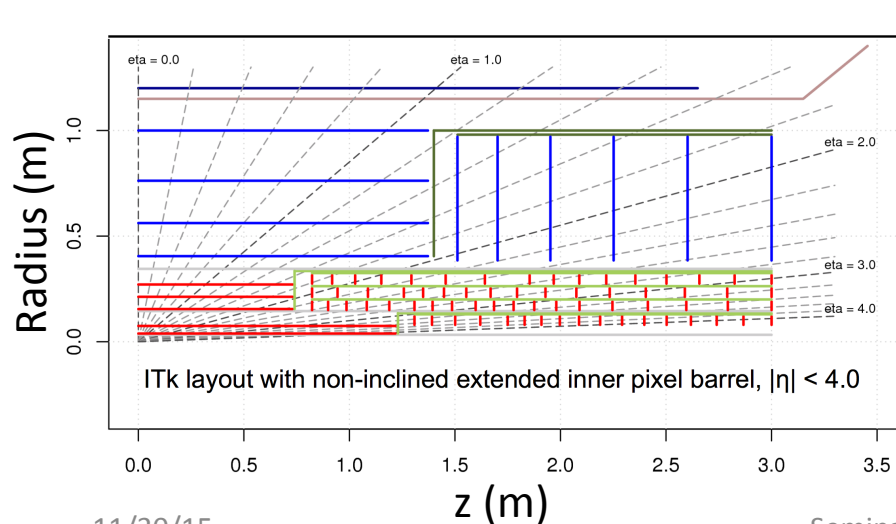 eta = 0.0
eta = 1.0
eta = 2.0
eta = 3.0
eta = 4.0
Radius (m)
1.0
0.5
0.0
ITk layout with non-inclined extended inner pixel barrel, |η| < 4.0
0.0 0.5 1.0 1.5 2.0 2.5 3.0 3.5
z (m)